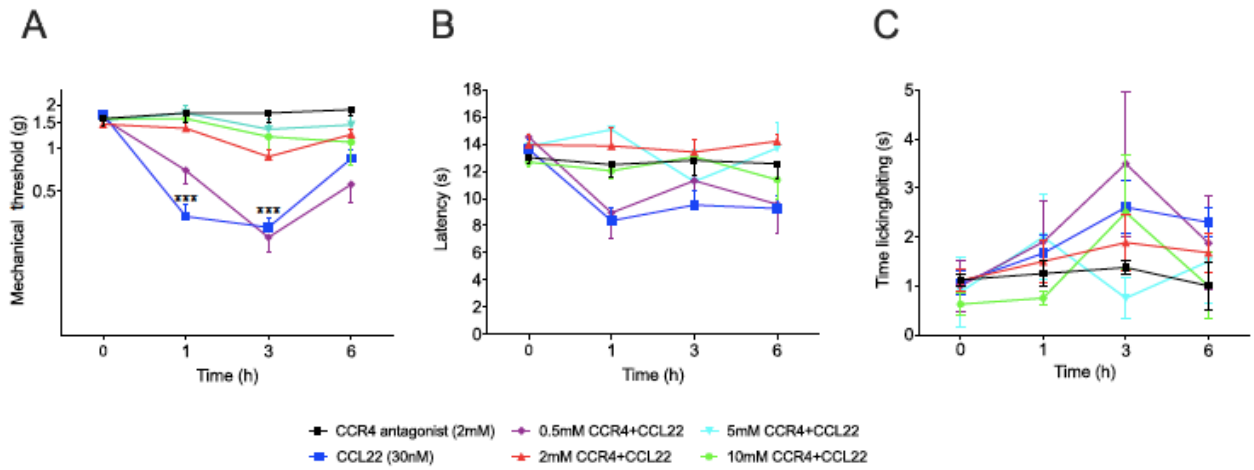 A
B
C
Mechanical threshold (g)
2
1.5
1
0.5
***
***
0
1
3
6
Time (h)
Latency (s)
18
16
14
12
10
8
6
4
2
0
0
1
3
6
Time (h)
Time licking/biting (s)
5
4
3
2
1
0
0
1
3
6
Time (h)
CCR4 antagonist (2mM)
0.5mM CCR4+CCL22
5mM CCR4+CCL22
CCL22 (30nM)
2mM CCR4+CCL22
10mM CCR4+CCL22